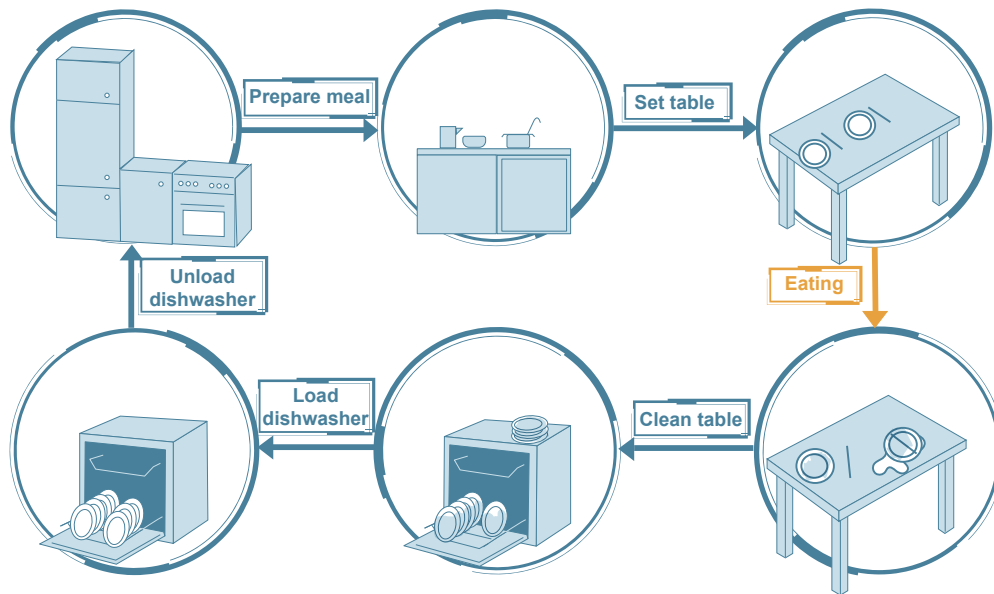 Prepare meal
Set table
Unload
dishwasher
Eating
Load
dishwasher
Clean table